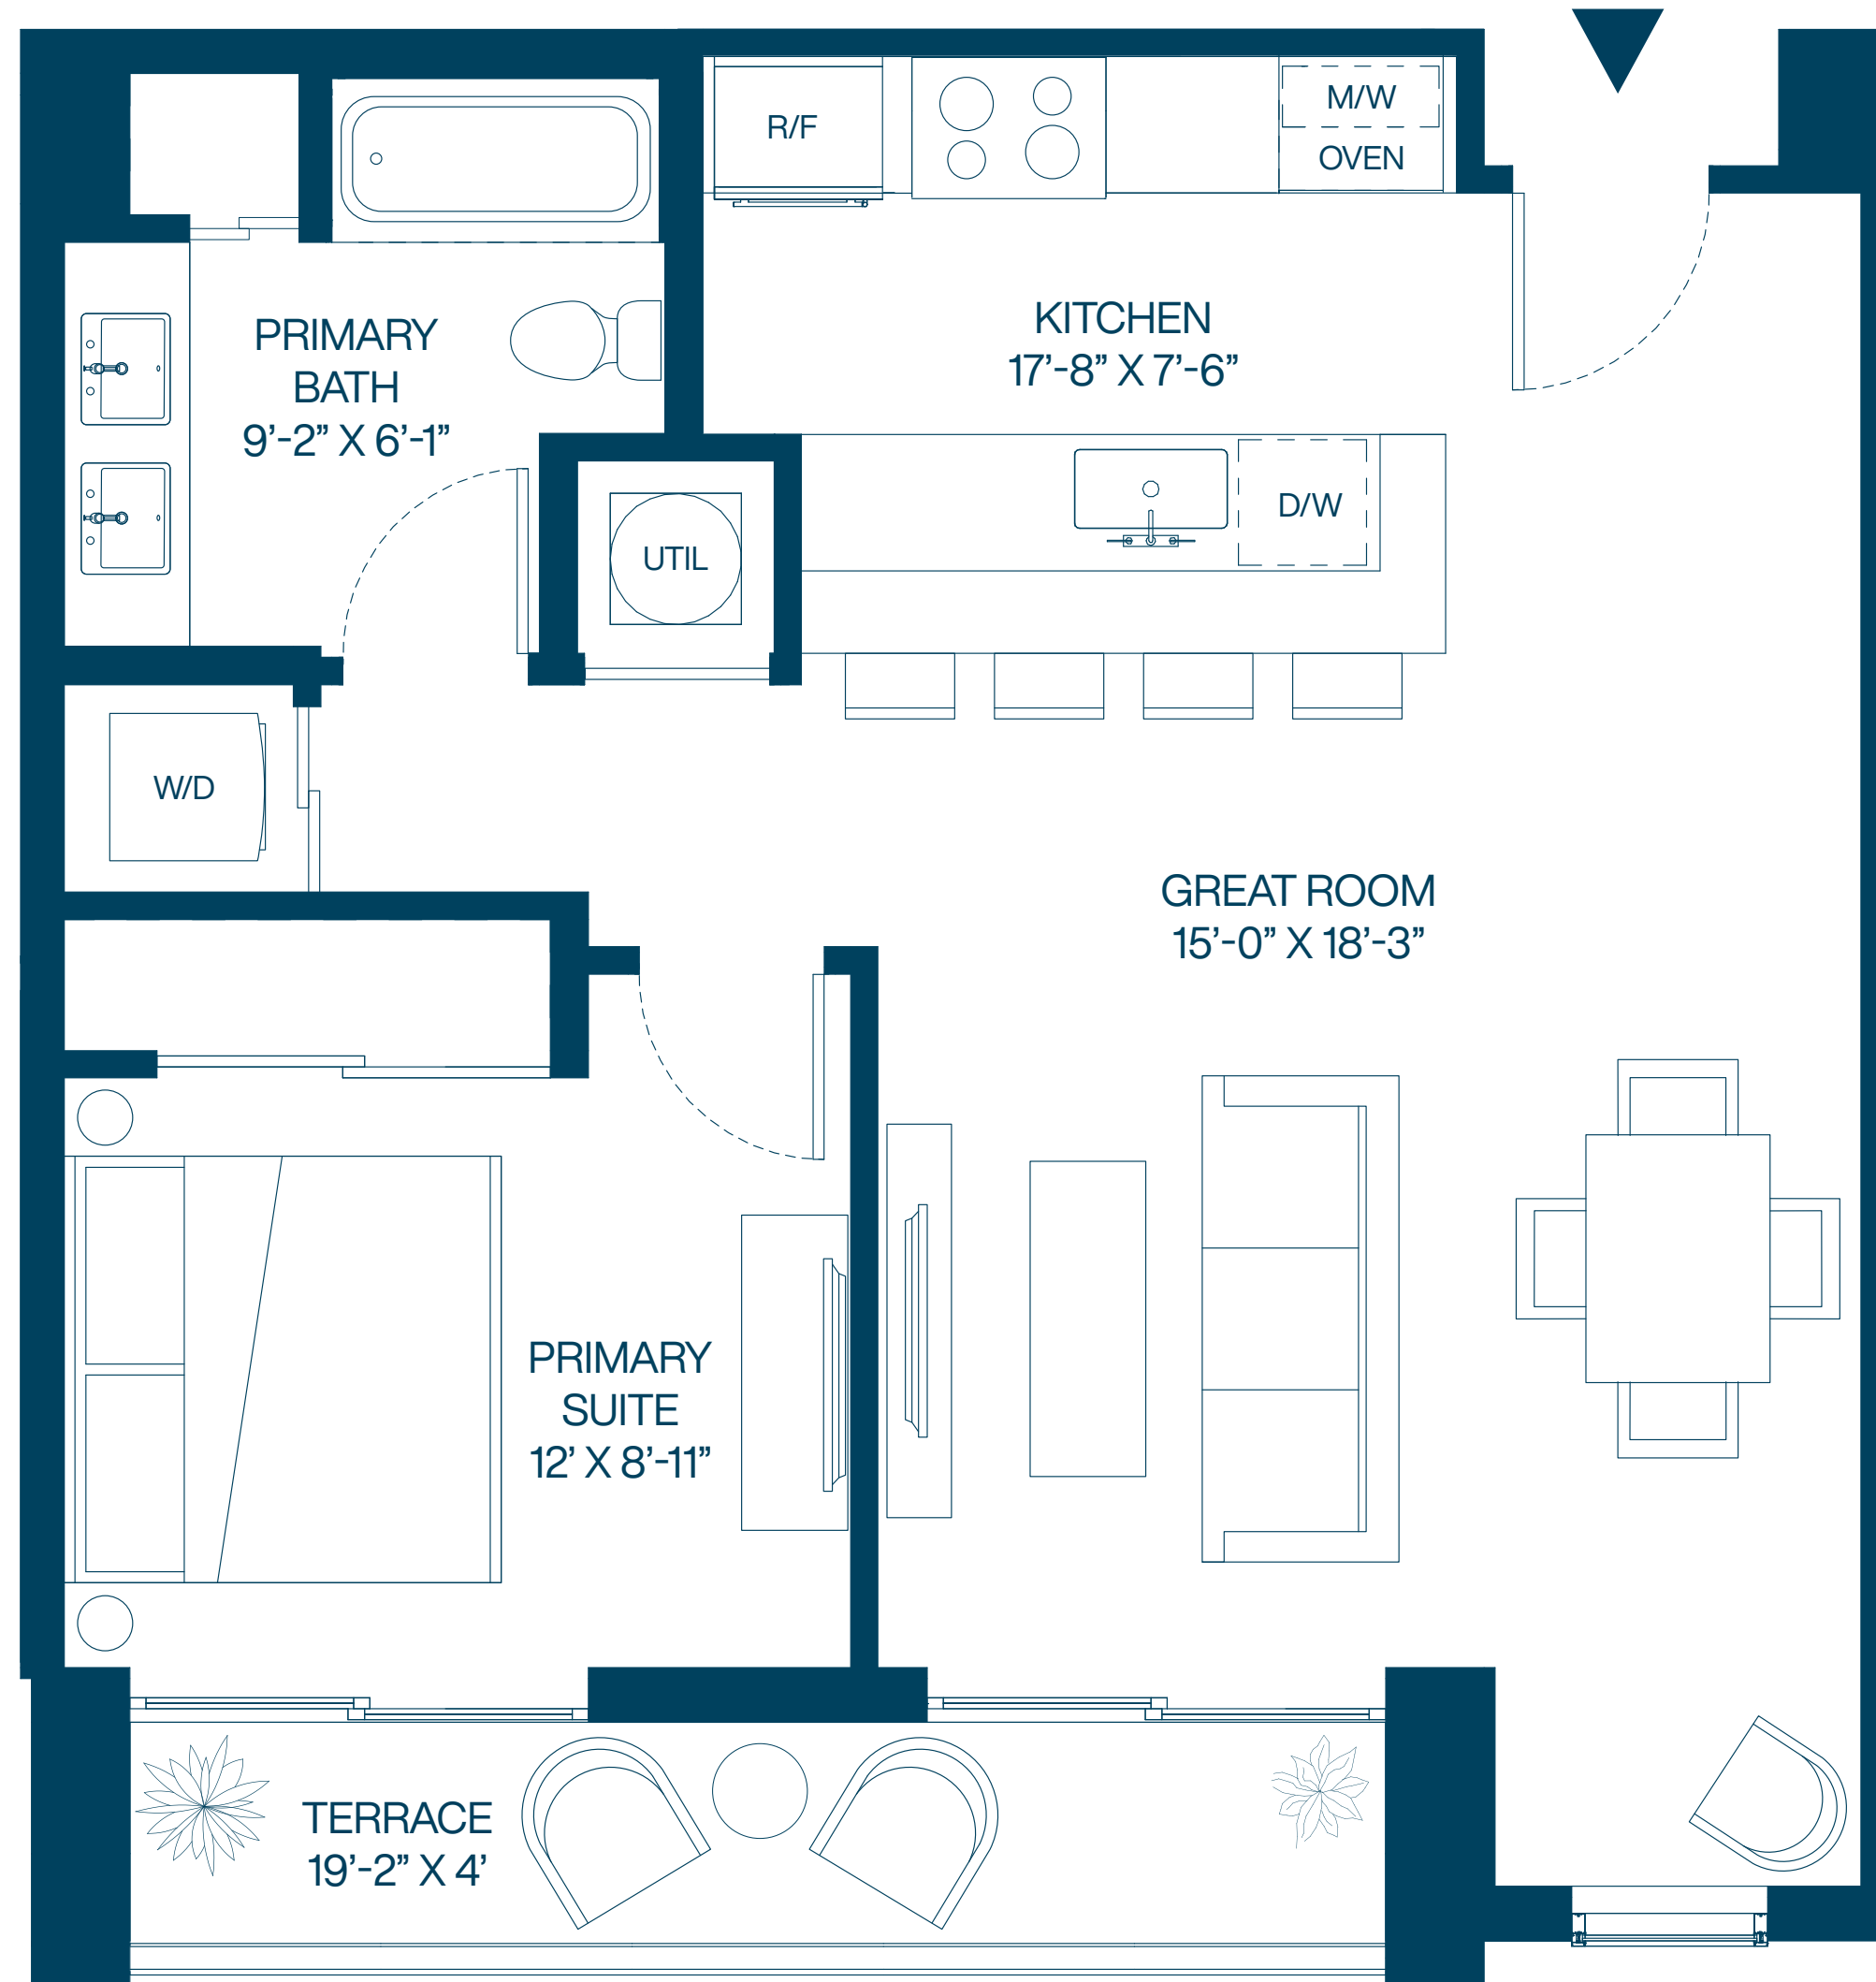 R/F
M/W
OVEN
PRIMARY
BATH
9’-2” X 6’-1”
KITCHEN
17’-8” X 7’-6”
D/W
UTIL
W/D
GREAT ROOM
15’-0” X 18’-3”
PRIMARY
SUITE
12’ X 8’-11”
TERRACE
19’-2” X 4’